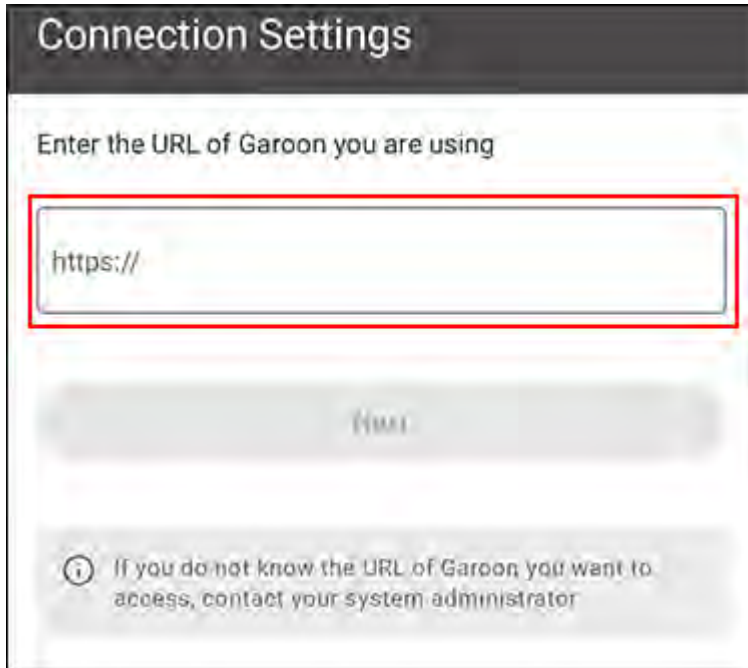 Connection Settings
Enter the URL of Garoon you are using
https://
Next
If you do not know the URL of Garoon you want to
access, contact your system administrator